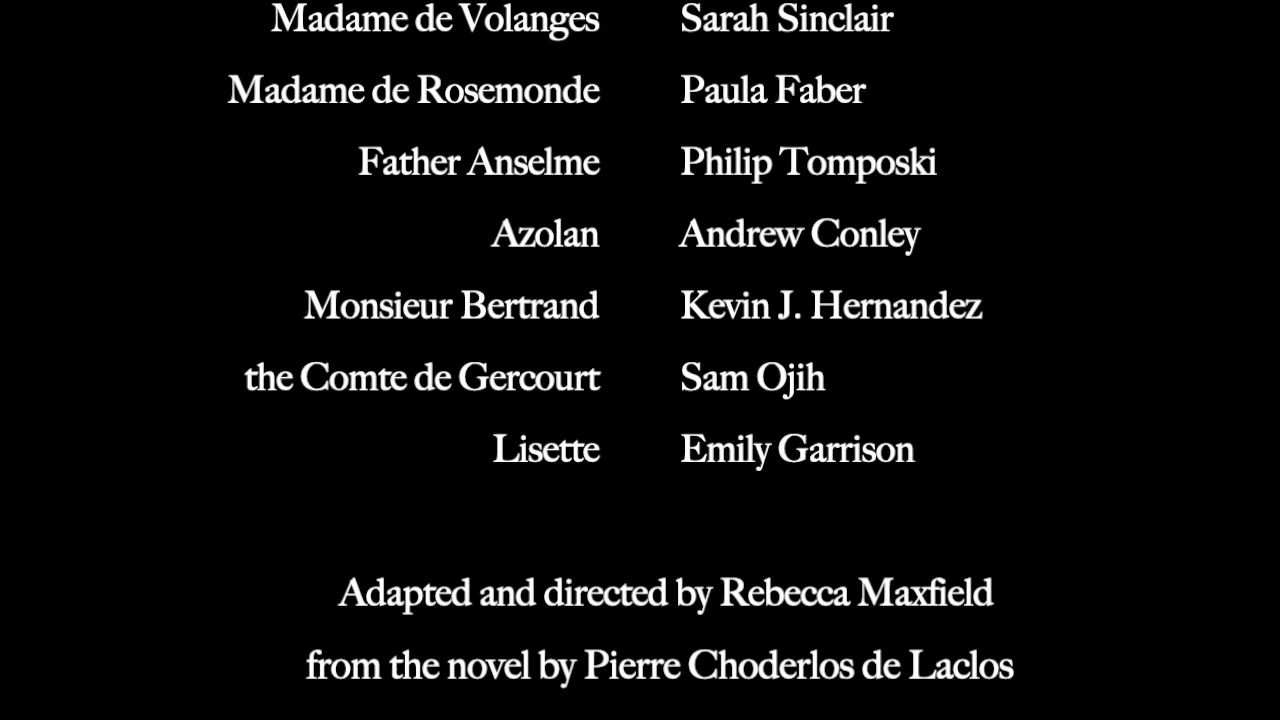 Madame de Volanges Sarah Sinclair
Madame de Rosemonde Paula Faber
Father Anselme Philip Tomposki
Azolan Andrew Conley
Monsieur Bertrand Kevin J. Hernandez
the Comte de Gercourt Sam Ojih
Lisette Emily Garrison
Adapted and directed by Rebecca Maxfield
from the novel by Pierre Choderlos de Laclos